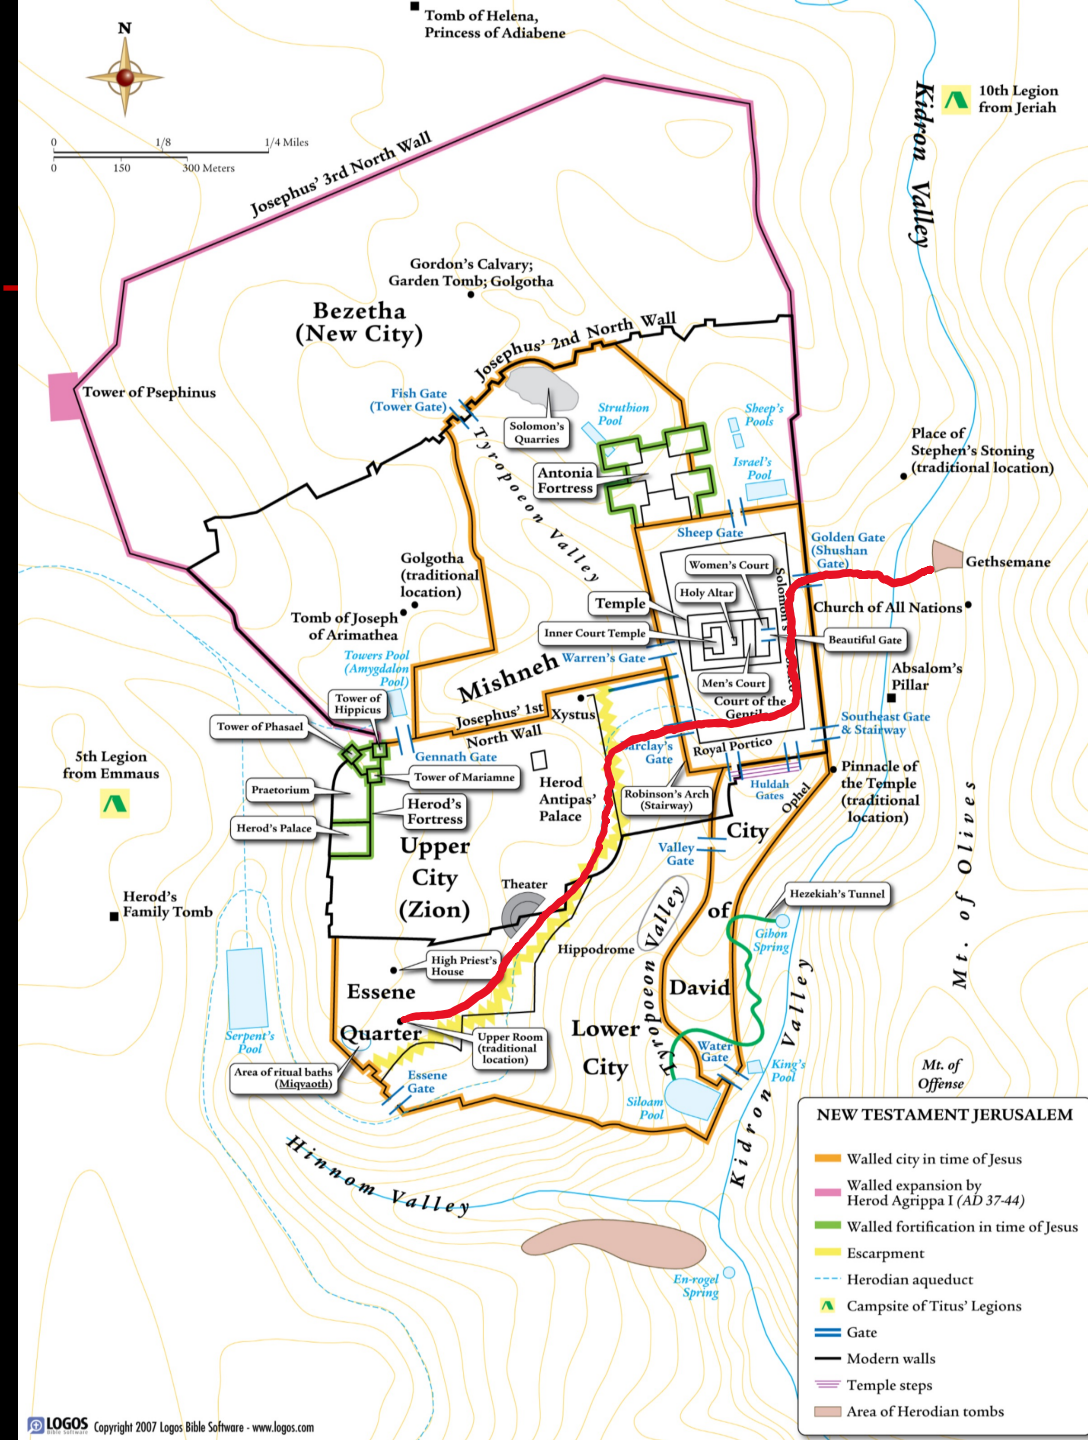 Tomb of Helena,
Princess of Adiabene
N
10th Legion
from Jeriah
Kidron Valley
0 1/8 1/4 Miles
0 150 300 Meters
Josephus' 3rd North Wall
Gordon's Calvary;
Garden Tomb; Golgotha
Bezetha
(New City)
Josephus' 2nd North Wall
Tower of Psephinus
Fish Gate
(Tower Gate)
Solomon's
Quarries
Struthion
Pool
Sheep's
Pools
Place of
Stephen's Stoning
(traditional location)
Tyropoeon Valley
Israel's
Pool
Antonia
Fortress
Sheep Gate
Golden Gate
(Shushan
Gate)
Gethsemane
Golgotha
(traditional
location)
Women's Court
Solomon's
Holy Altar
Temple
Church of All Nations
Tomb of Joseph
of Arimathea
Inner Court Temple
Beautiful Gate
Towers Pool
(Amygdalon
Pool)
Warren's Gate
Mishneh
Men's Court
Absalom's
Pillar
Court of the
Tower of
Hippicus
Xystus
Josephus' 1st
North Wall
Southeast Gate
& Stairway
Tower of Phasael
Gennath Gate
Royal Portico
Gate
5th Legion
from Emmaus
Tower of Mariamne
Herod
Antipas'
Palace
Huldah
Gates
Pinnacle of
the Temple
(traditional
location)
Praetorium
Robinson's Arch
(Stairway)
Ophel
Herod's
Fortress
Herod's Palace
City
of
David
Upper
City
(Zion)
Valley
Gate
Mt. of Olives
Theater
Hezekiah's Tunnel
Herod's
Family Tomb
Tyropoeon Valley
Gihon
Spring
Hippodrome
High Priest's
House
Essene
Quarter
Kidron Valley
Lower
City
Serpent's
Pool
Upper Room
(traditional
location)
Water
Gate
King's
Pool
Mt. of
Offense
Area of ritual baths
(Miqvaoth)
Essene
Gate
Siloam
Pool
Hinnom Valley
En-rogel
Spring
NEW TESTAMENT JERUSALEM
Walled city in time of Jesus
Walled expansion by
Herod Agrippa I (AD 37-44)
Walled fortification in time of Jesus
Escarpment
Herodian aqueduct
Campsite of Titus' Legions
Gate
Modern walls
Temple steps
Area of Herodian tombs
LOGOS
Bible Software
Copyright 2007 Logos Bible Software - www.logos.com